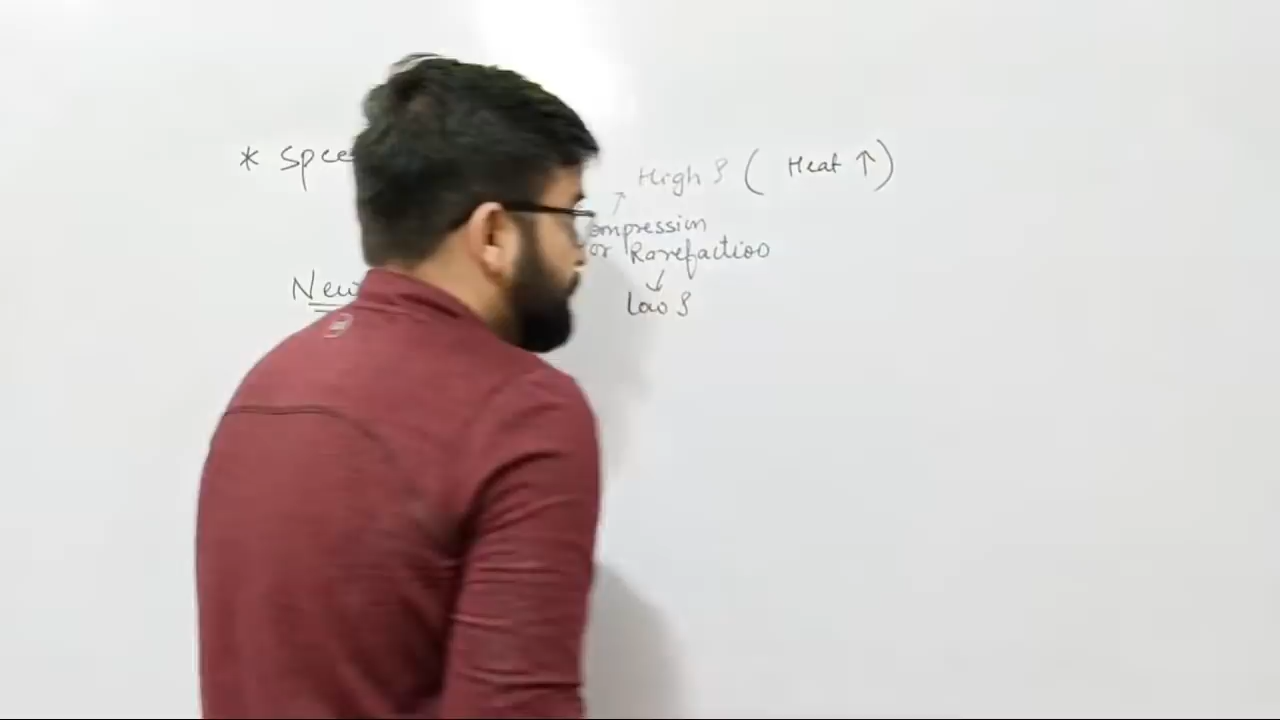 * Spee
High ρ ( Heat ↑)
↑
ompression
or Rarefaction
↓
New
Low ρ